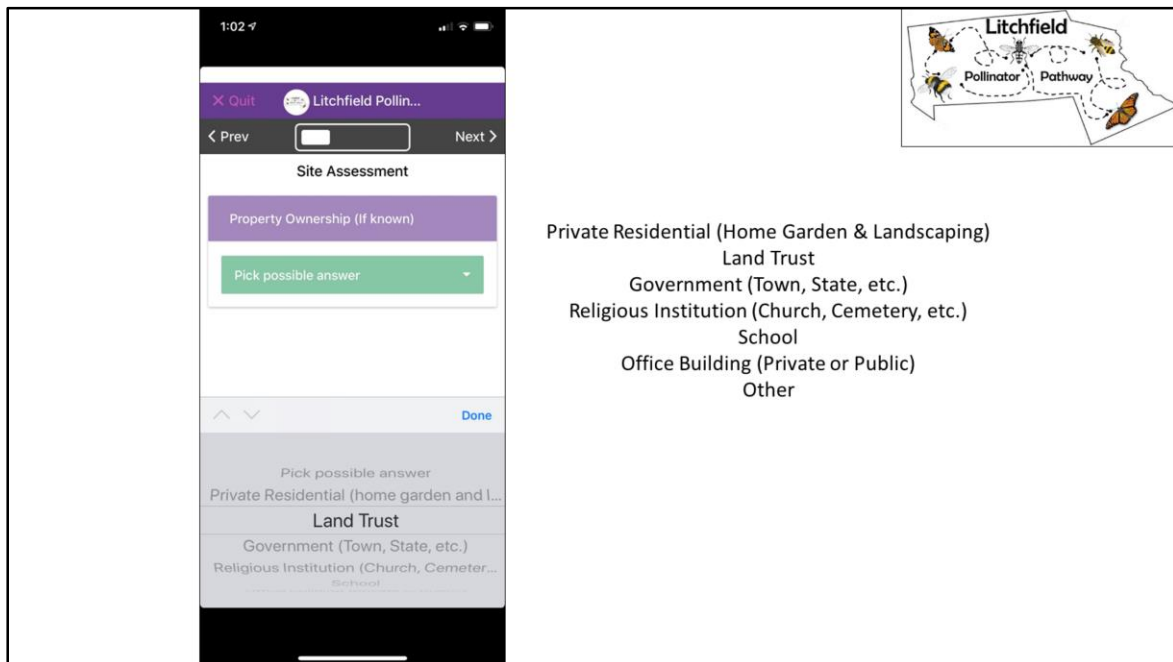 1:02
× Quit Litchfield Pollin...
< Prev Next >
Site Assessment
Property Ownership (If known)
Pick possible answer
Done
Pick possible answer
Private Residential (home garden and l...
Land Trust
Government (Town, State, etc.)
Religious Institution (Church, Cemeter...
School
Litchfield
Pollinator Pathway
Private Residential (Home Garden & Landscaping)
Land Trust
Government (Town, State, etc.)
Religious Institution (Church, Cemetery, etc.)
School
Office Building (Private or Public)
Other